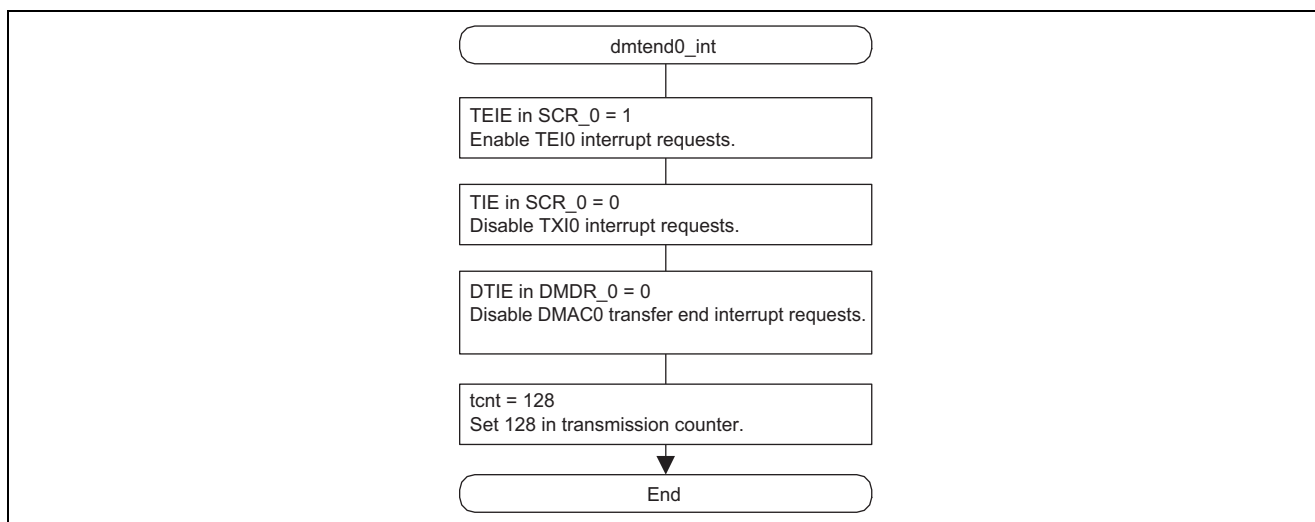 dmtend0_int
TEIE in SCR_0 = 1
Enable TEI0 interrupt requests.
TIE in SCR_0 = 0
Disable TXI0 interrupt requests.
DTIE in DMDR_0 = 0
Disable DMAC0 transfer end interrupt requests.
tcnt = 128
Set 128 in transmission counter.
End